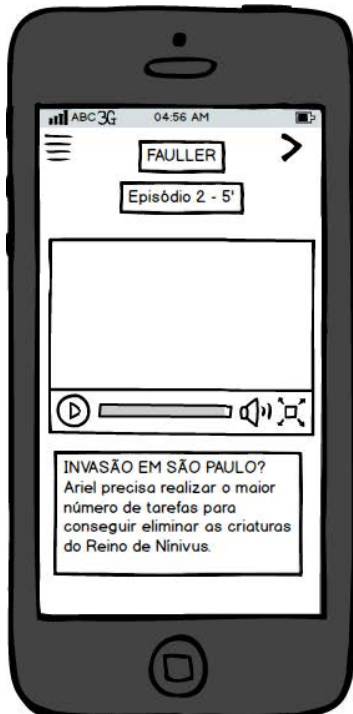 ABC 3G 04:56 AM
FAULLER
Episódio 2 - 5'
INVASÃO EM SÃO PAULO?
Ariel precisa realizar o maior
número de tarefas para
conseguir eliminar as criaturas
do Reino de Nínivus.